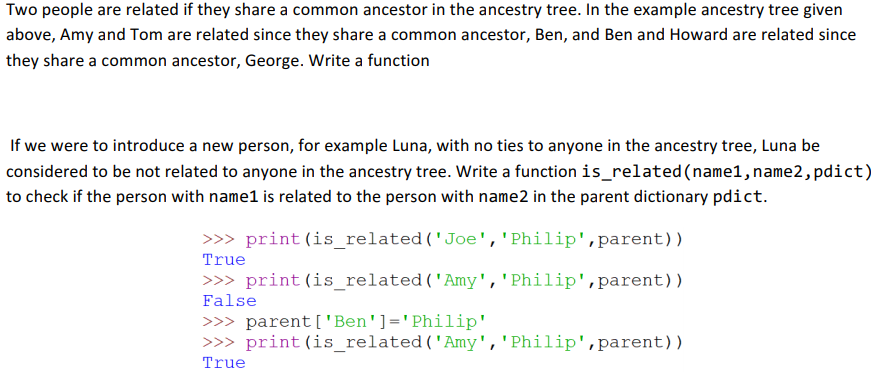 Two people are related if they share a common ancestor in the ancestry tree. In the example ancestry tree given
above, Amy and Tom are related since they share a common ancestor, Ben, and Ben and Howard are related since
they share a common ancestor, George. Write a function
If we were to introduce a new person, for example Luna, with no ties to anyone in the ancestry tree, Luna be
considered to be not related to anyone in the ancestry tree. Write a function is_related(name1,name2,pdict)
to check if the person with name1 is related to the person with name2 in the parent dictionary pdict.
>>> print(is_related('Joe','Philip',parent))
True
>>> print(is_related('Amy','Philip',parent))
False
>>> parent['Ben']='Philip'
>>> print(is_related('Amy','Philip',parent))
True